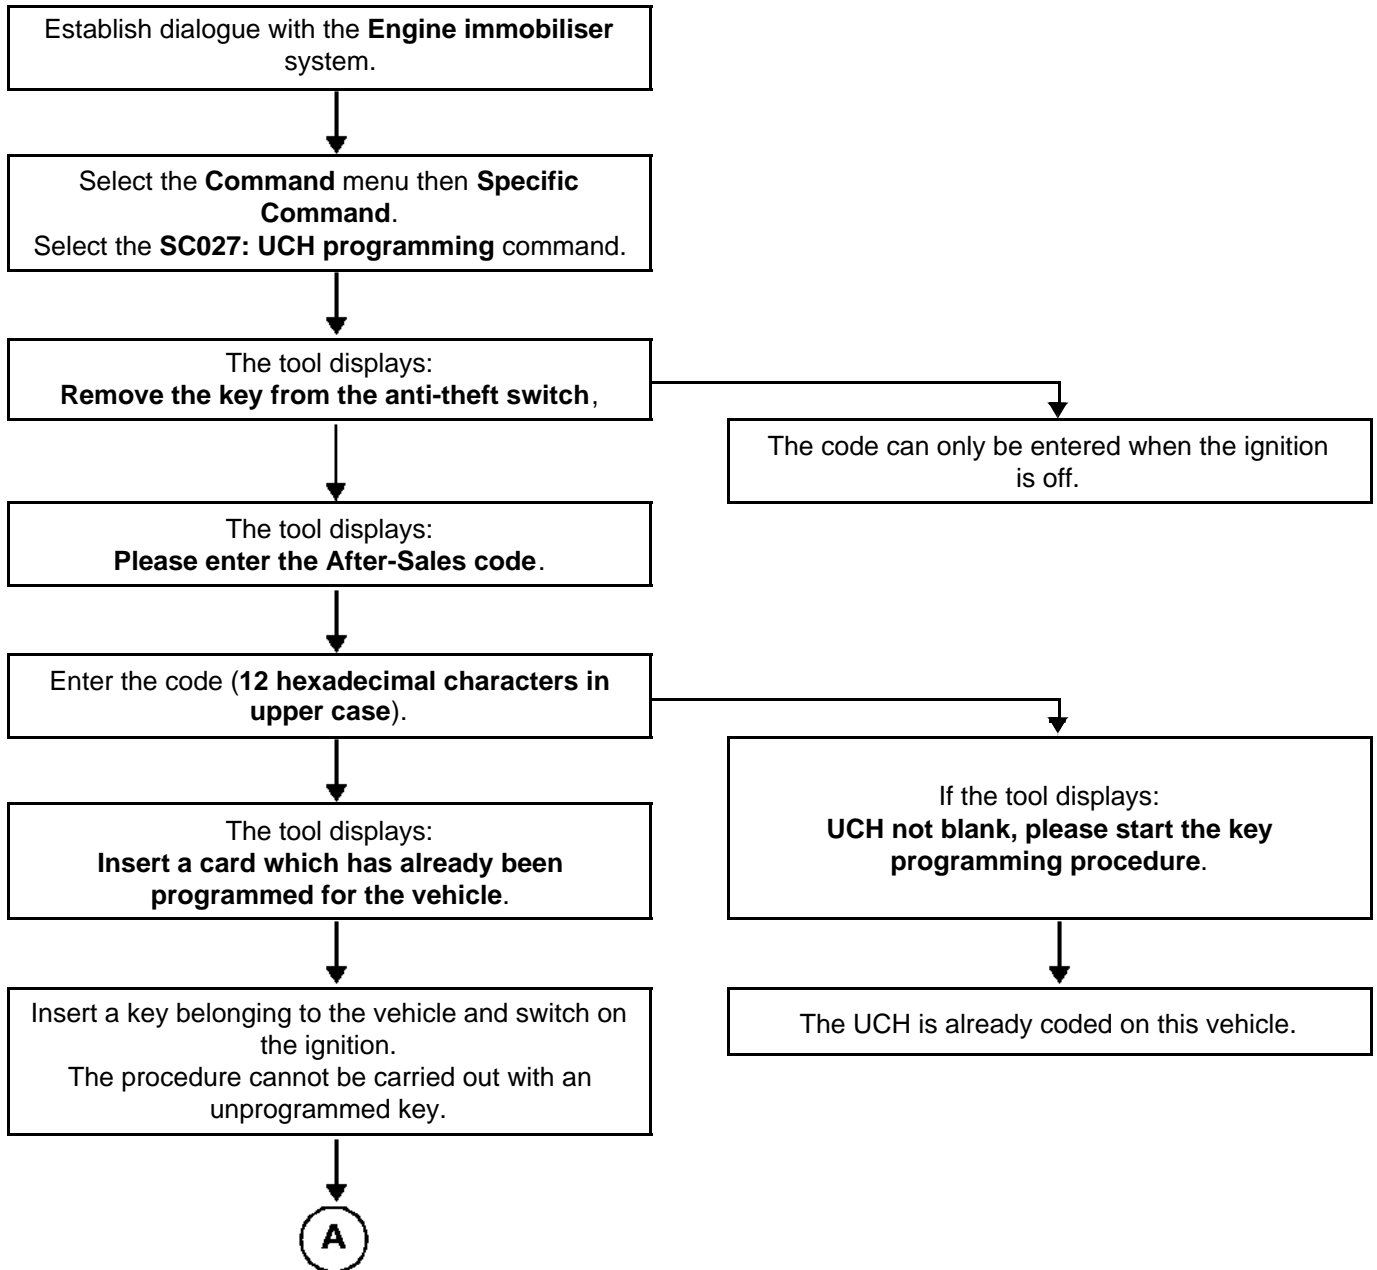 Establish dialogue with the Engine immobiliser
system.
Select the Command menu then Specific
Command.
Select the SC027: UCH programming command.
The tool displays:
Remove the key from the anti-theft switch,
The code can only be entered when the ignition
is off.
The tool displays:
Please enter the After-Sales code.
Enter the code (12 hexadecimal characters in
upper case).
If the tool displays:
UCH not blank, please start the key
programming procedure.
The tool displays:
Insert a card which has already been
programmed for the vehicle.
Insert a key belonging to the vehicle and switch on
the ignition.
The procedure cannot be carried out with an
unprogrammed key.
The UCH is already coded on this vehicle.
A